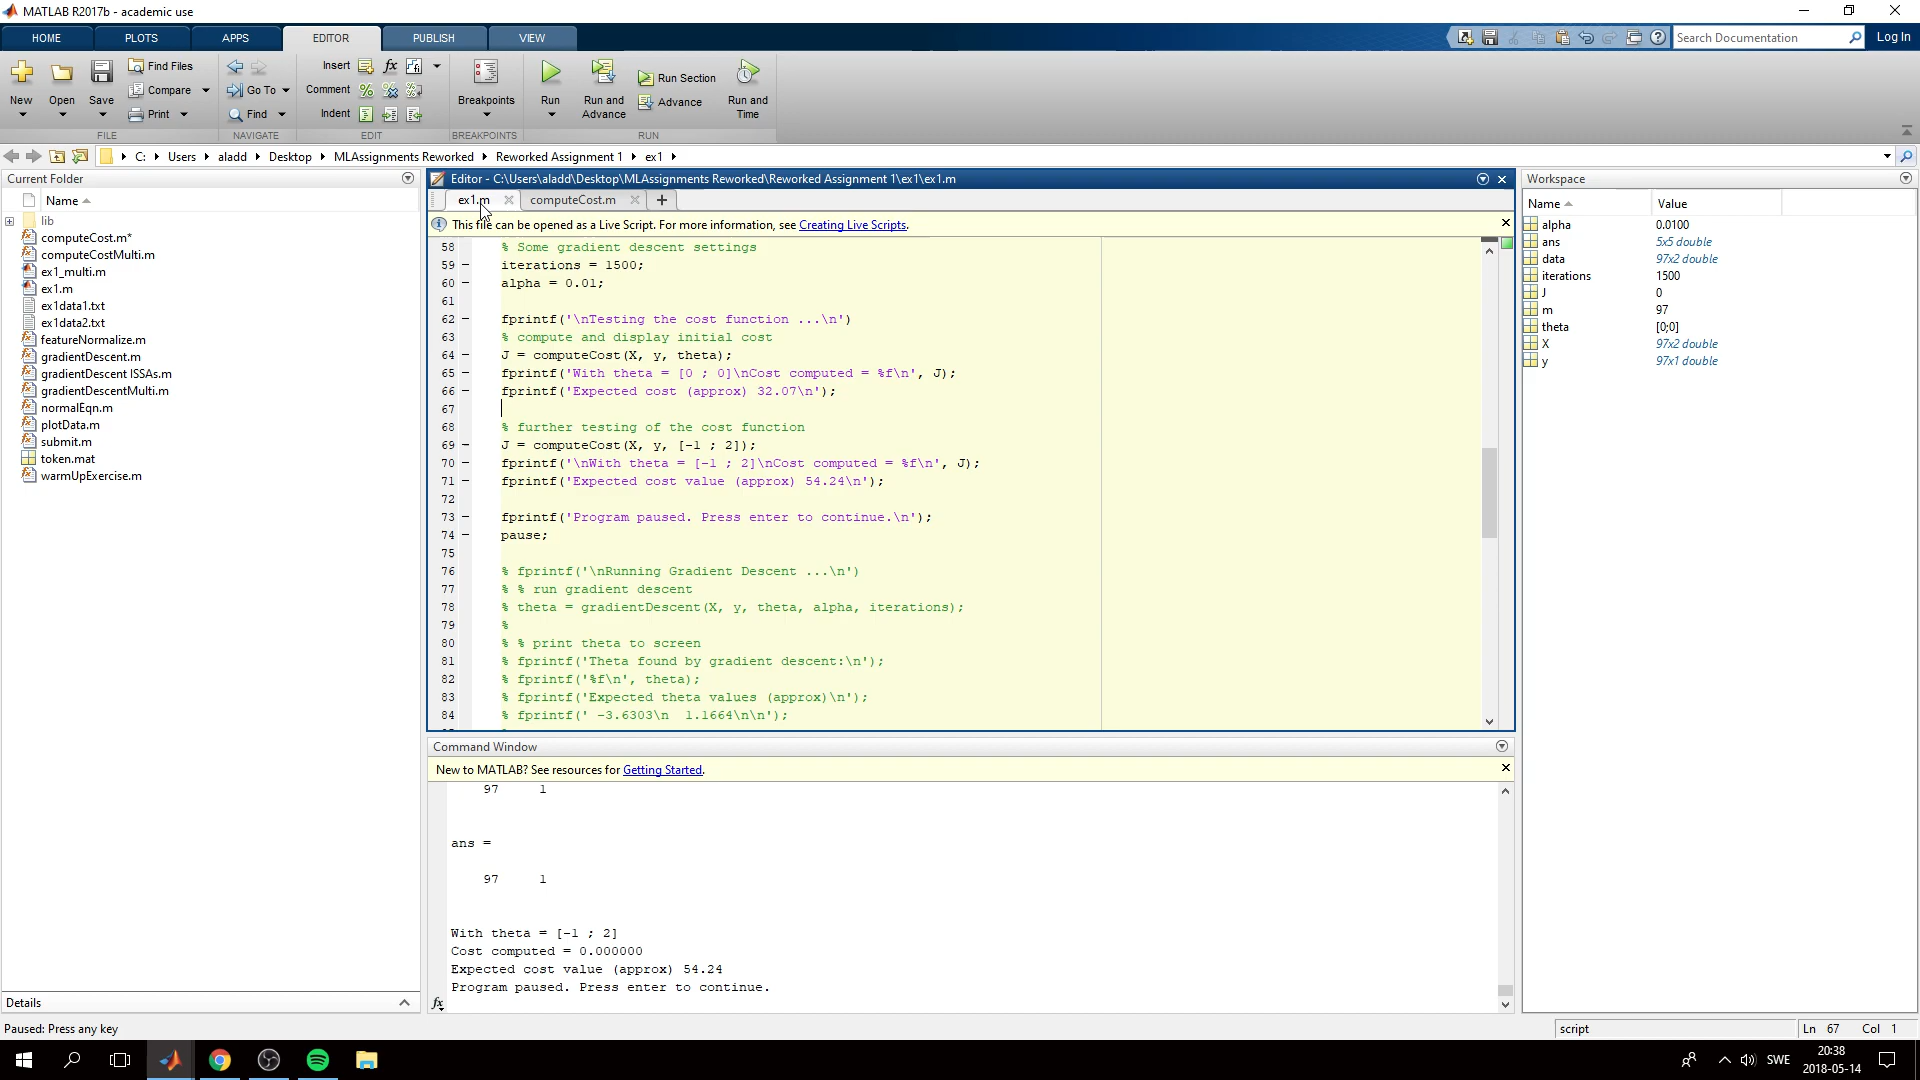 MATLAB R2017b - academic use
HOME PLOTS APPS EDITOR PUBLISH VIEW
Search Documentation
Log In
New
Open
Save
Find Files
Compare
Print
FILE
Go To
Find
NAVIGATE
Insert
Comment
Indent
EDIT
Breakpoints
BREAKPOINTS
Run
Run and Advance
Run Section
Advance
Run and Time
RUN
C: Users aladd Desktop MLAssignments Reworked Reworked Assignment 1 ex1
Current Folder
Name
lib
computeCost.m*
computeCostMulti.m
ex1_multi.m
ex1.m
ex1data1.txt
ex1data2.txt
featureNormalize.m
gradientDescent.m
gradientDescent ISSAs.m
gradientDescentMulti.m
normalEqn.m
plotData.m
submit.m
token.mat
warmUpExercise.m
Details
Editor - C:\Users\aladd\Desktop\MLAssignments Reworked\Reworked Assignment 1\ex1\ex1.m
ex1.m computeCost.m +
This file can be opened as a Live Script. For more information, see Creating Live Scripts.
58 % Some gradient descent settings
59 - iterations = 1500;
60 - alpha = 0.01;
61
62 - fprintf('\nTesting the cost function ...\n')
63 % compute and display initial cost
64 - J = computeCost(X, y, theta);
65 - fprintf('With theta = [0 ; 0]\nCost computed = %f\n', J);
66 - fprintf('Expected cost (approx) 32.07\n');
67
68 % further testing of the cost function
69 - J = computeCost(X, y, [-1 ; 2]);
70 - fprintf('\nWith theta = [-1 ; 2]\nCost computed = %f\n', J);
71 - fprintf('Expected cost value (approx) 54.24\n');
72
73 - fprintf('Program paused. Press enter to continue.\n');
74 - pause;
75
76 % fprintf('\nRunning Gradient Descent ...\n')
77 % % run gradient descent
78 % theta = gradientDescent(X, y, theta, alpha, iterations);
79 %
80 % % print theta to screen
81 % fprintf('Theta found by gradient descent:\n');
82 % fprintf('%f\n', theta);
83 % fprintf('Expected theta values (approx)\n');
84 % fprintf(' -3.6303\n  1.1664\n\n');
Command Window
New to MATLAB? See resources for Getting Started.
97 1
ans =
97 1
With theta = [-1 ; 2]
Cost computed = 0.000000
Expected cost value (approx) 54.24
Program paused. Press enter to continue.
fx
Workspace
Name Value
alpha 0.0100
ans 5x5 double
data 97x2 double
iterations 1500
J 0
m 97
theta [0;0]
X 97x2 double
y 97x1 double
Paused: Press any key
script
Ln 67 Col 1
SWE
20:38
2018-05-14